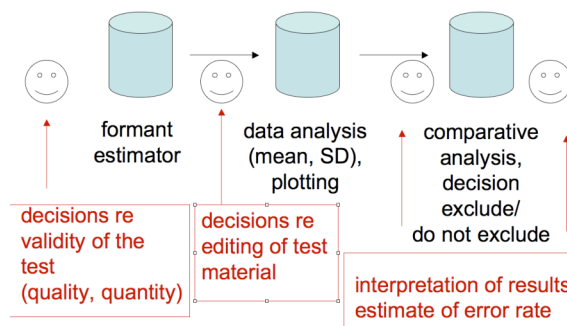 formant
estimator
data analysis
(mean, SD),
plotting
comparative
analysis,
decision
exclude/
do not exclude
decisions re
validity of the
test
(quality, quantity)
decisions re
editing of test
material
interpretation of results
estimate of error rate